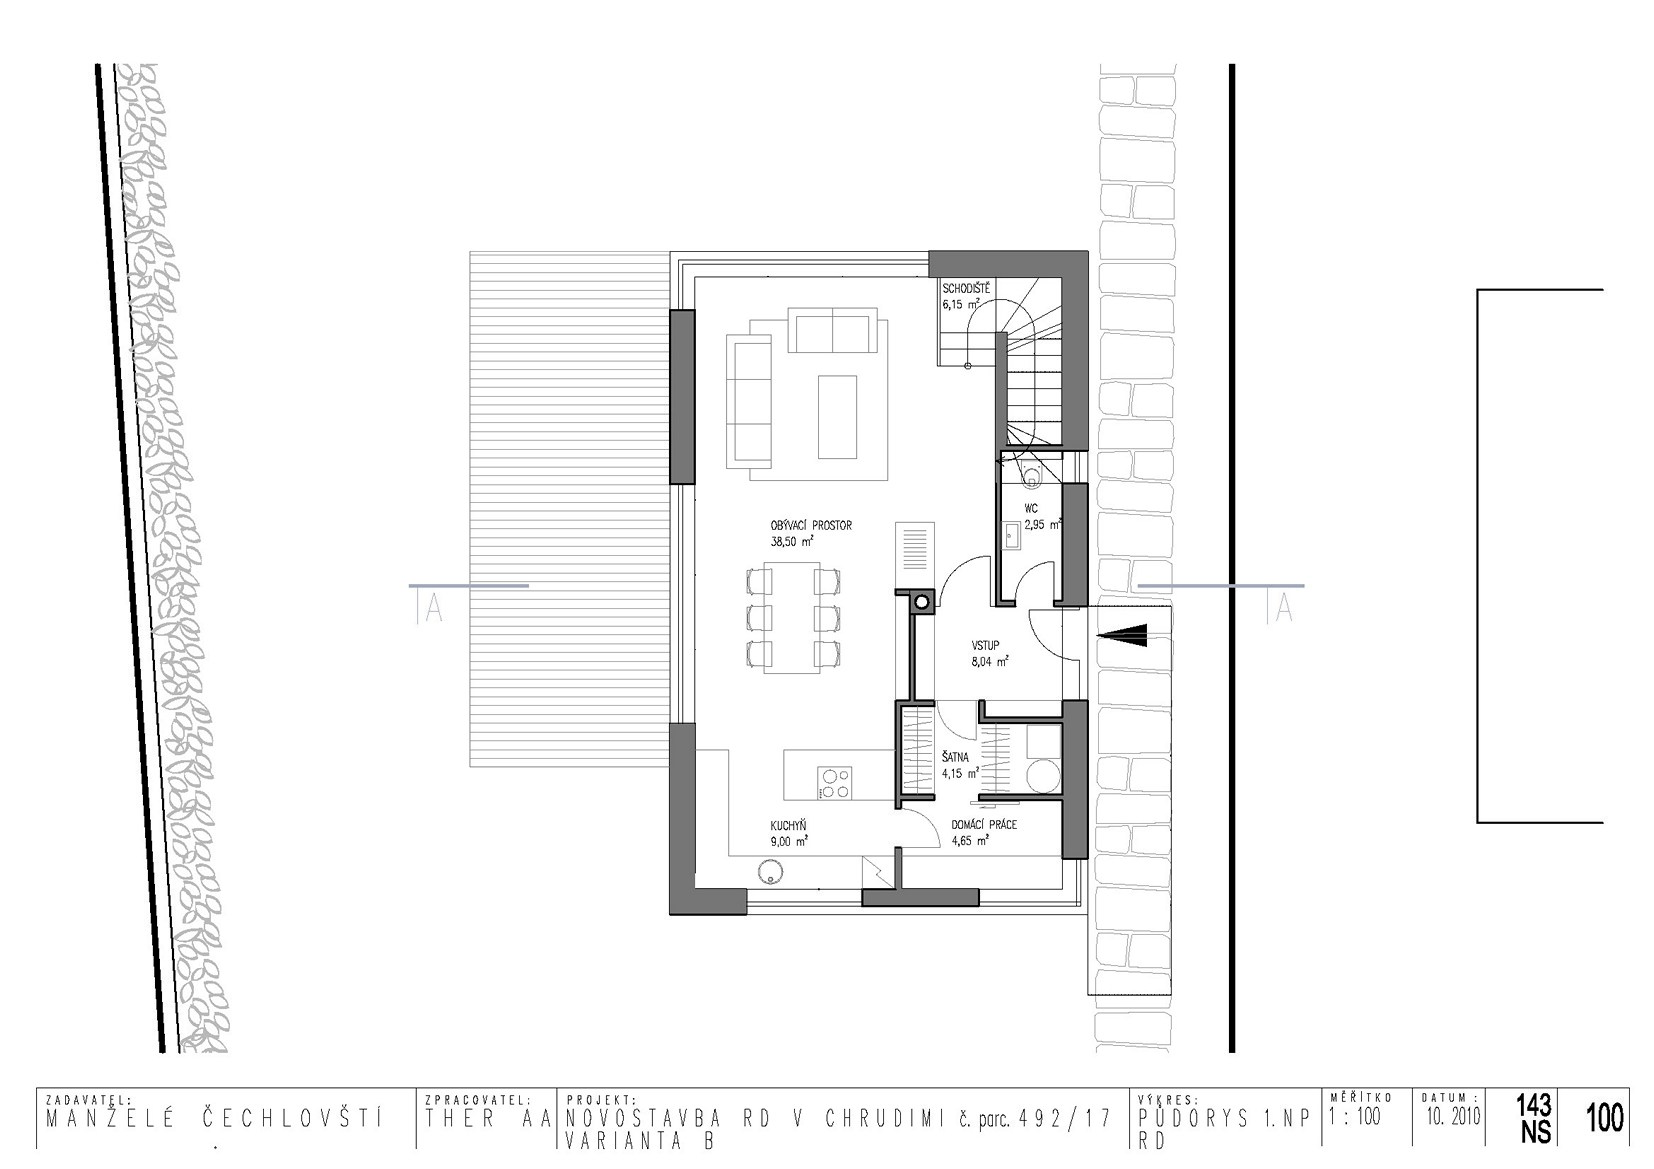 SCHODIŠTĚ
6,15 m²
WC
2,95 m²
OBÝVACÍ PROSTOR
38,50 m²
A
A
VSTUP
8,04 m²
ŠATNA
4,15 m²
KUCHYŇ
9,00 m²
DOMÁCÍ PRÁCE
4,65 m²
ZADAVATEL:
MANŽELÉ ČECHLOVŠTÍ
ZPRACOVATEL:
THER AA
PROJEKT:
NOVOSTAVBA RD V CHRUDIMI č. parc. 492/17
VARIANTA B
VÝKRES:
PŮDORYS 1.NP
RD
MĚŘÍTKO
1 : 100
DATUM :
10. 2010
143
NS
100